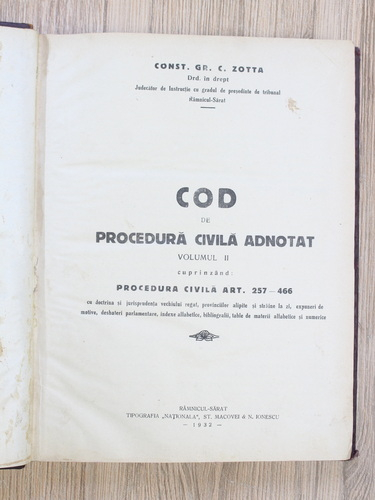 CONST. GR. C. ZOTTA
Drd. în drept
Judecător de Instrucție cu gradul de președinte de tribunal
Râmnicul-Sărat
COD
DE
PROCEDURĂ CIVILĂ ADNOTAT
VOLUMUL II
cuprinzând:
PROCEDURA CIVILĂ ART. 257 - 466
cu doctrina și jurisprudența vechiului regat, provinciilor alipite și străine la zi, expuneri de
motive, desbateri parlamentare, indexe alfabetice, bibliografii, table de materii alfabetice și numerice
RÂMNICUL-SĂRAT
TIPOGRAFIA „NAȚIONALA", ST. MACOVEI & N. IONESCU
- 1932 -